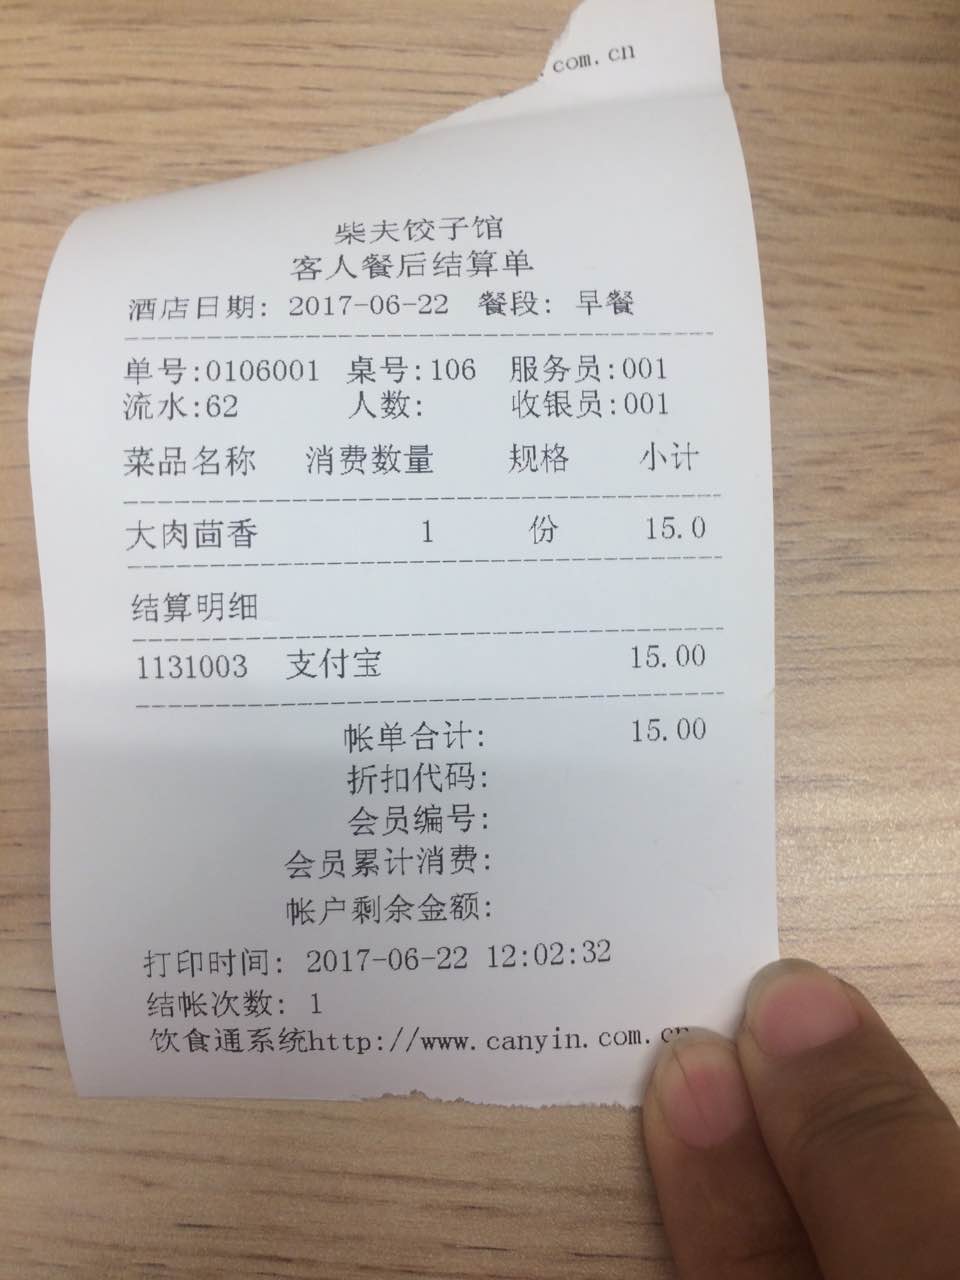 .com.cn
柴夫饺子馆
客人餐后结算单
酒店日期: 2017-06-22 餐段: 早餐
单号:0106001 桌号:106 服务员:001
流水:62 人数: 收银员:001
菜品名称 消费数量 规格 小计
大肉茴香 1 份 15.0
结算明细
1131003 支付宝 15.00
帐单合计: 15.00
折扣代码:
会员编号:
会员累计消费:
帐户剩余金额:
打印时间: 2017-06-22 12:02:32
结帐次数: 1
饮食通系统http://www.canyin.com.cn